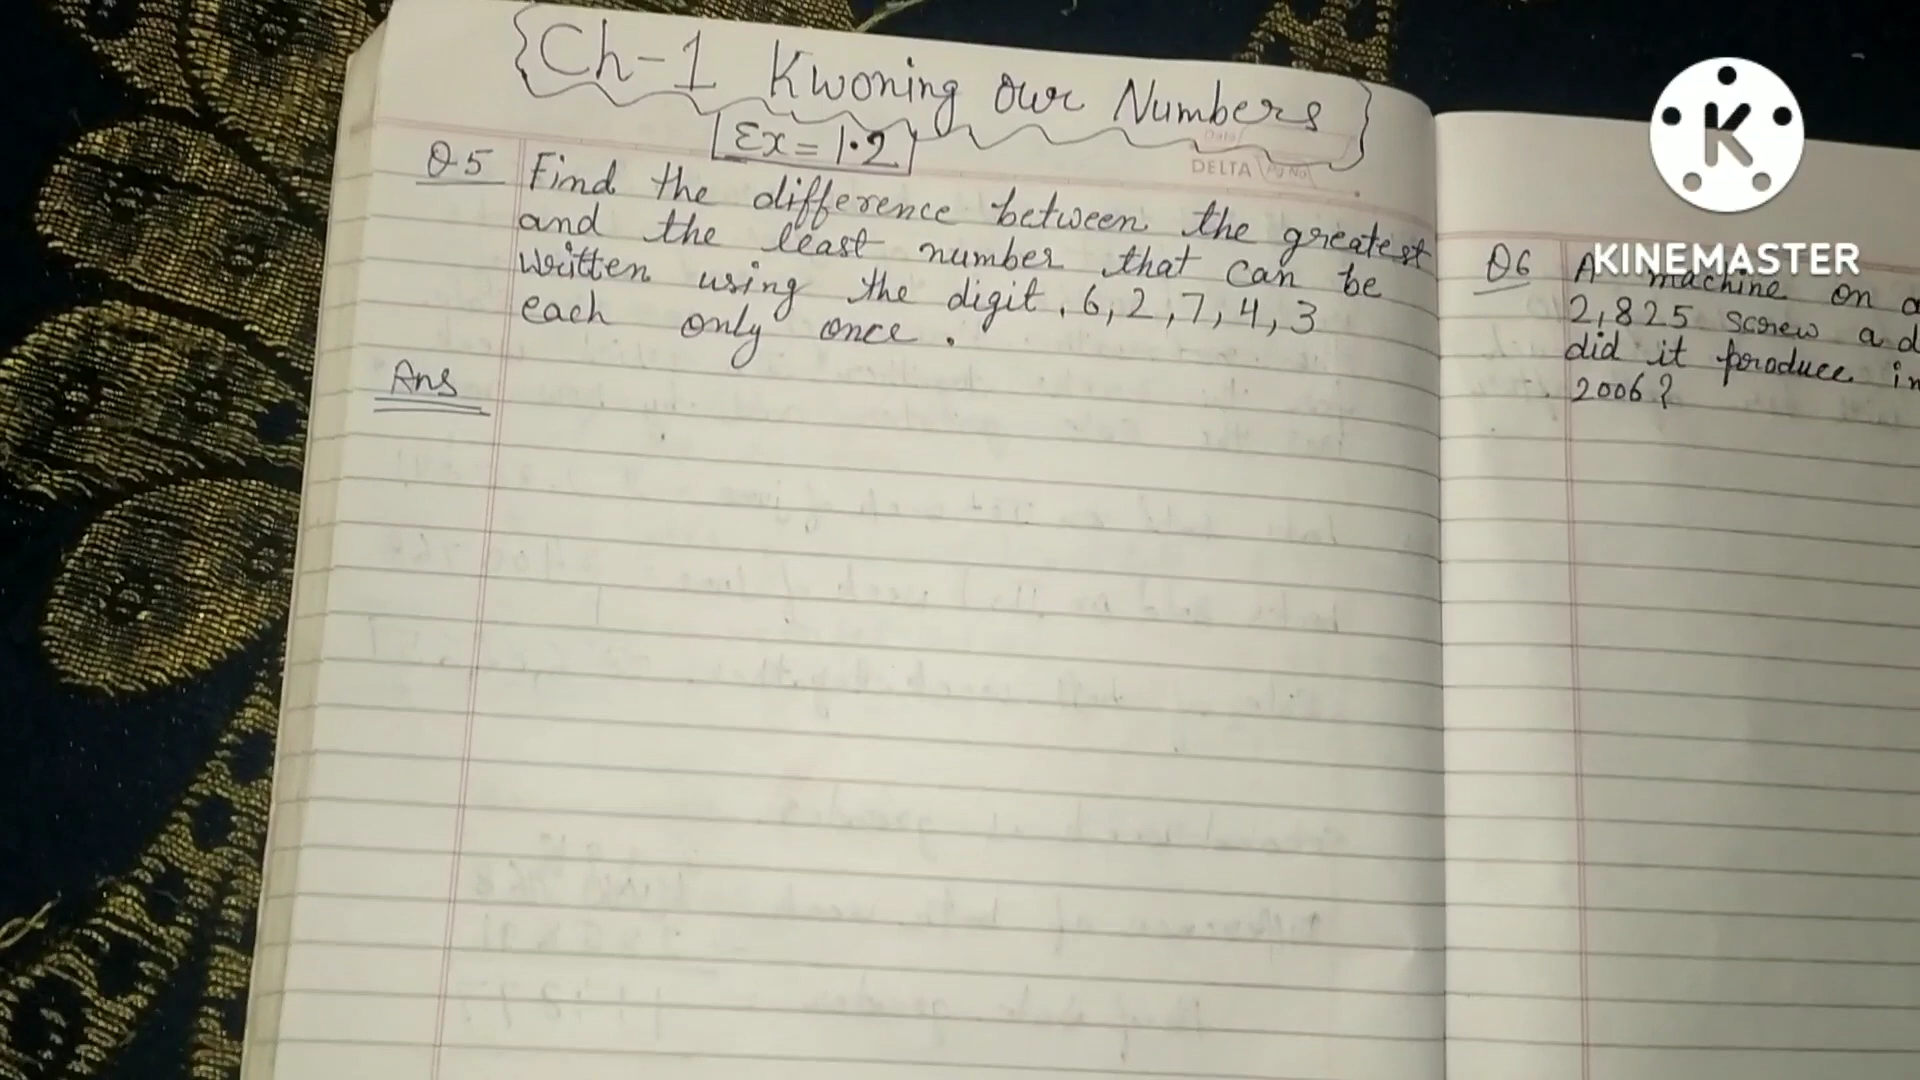 Ch-1 Kwoning Our Numbers
Ex = 1.2
DELTA
Q5 Find the difference between the greatest
and the least number that can be
written using the digit, 6, 2, 7, 4, 3
each only once.
Ans
K
KINEMASTER
Q6 A machine on a
2,825 screw a d
did it produce in
2006?